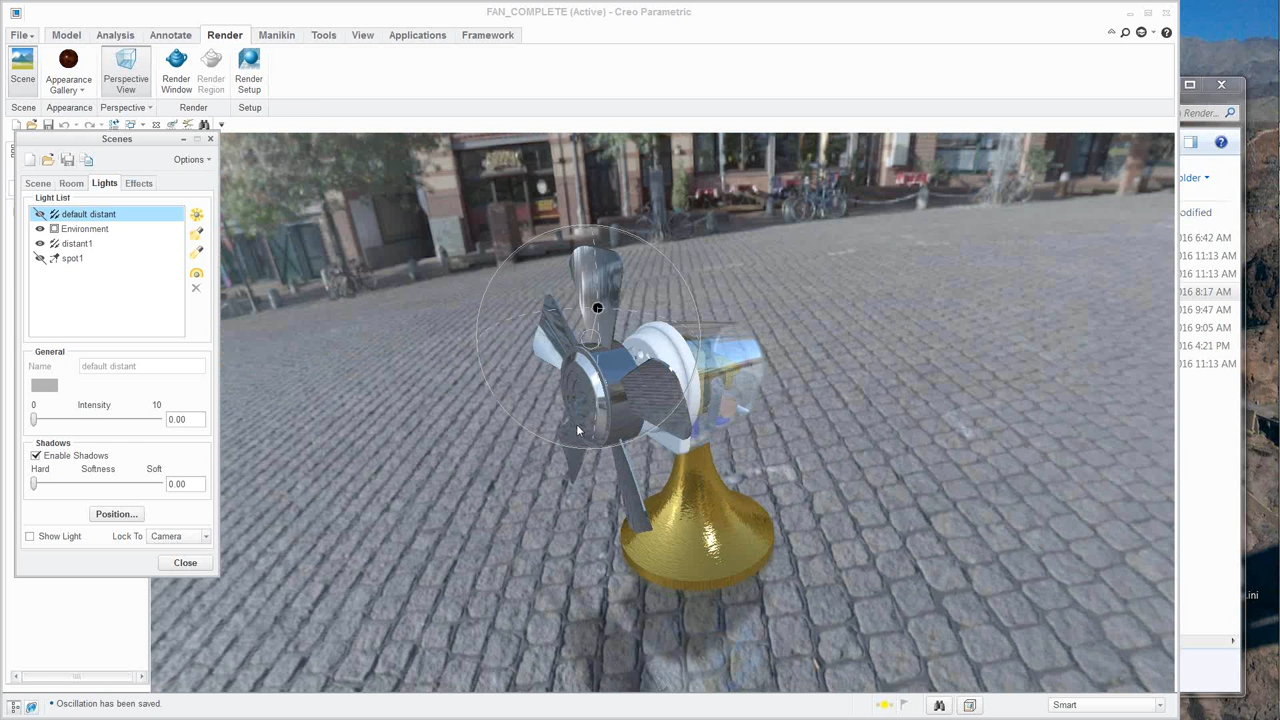 FAN_COMPLETE (Active) - Creo Parametric
File Model Analysis Annotate Render Manikin Tools View Applications Framework
Scene Appearance Gallery Perspective View Render Window Render Region Render Setup
Scene Appearance Perspective Render Setup
Scenes
Options
Scene Room Lights Effects
Light List
default distant
Environment
distant1
spot1
General
Name default distant
0 Intensity 10
0.00
Shadows
Enable Shadows
Hard Softness Soft
0.00
Position...
Show Light Lock To Camera
Close
Oscillation has been saved.
Smart
Render...
older
odified
016 6:42 AM
016 11:13 AM
016 11:13 AM
016 8:17 AM
016 9:47 AM
016 9:05 AM
016 4:21 PM
016 11:13 AM
.ini